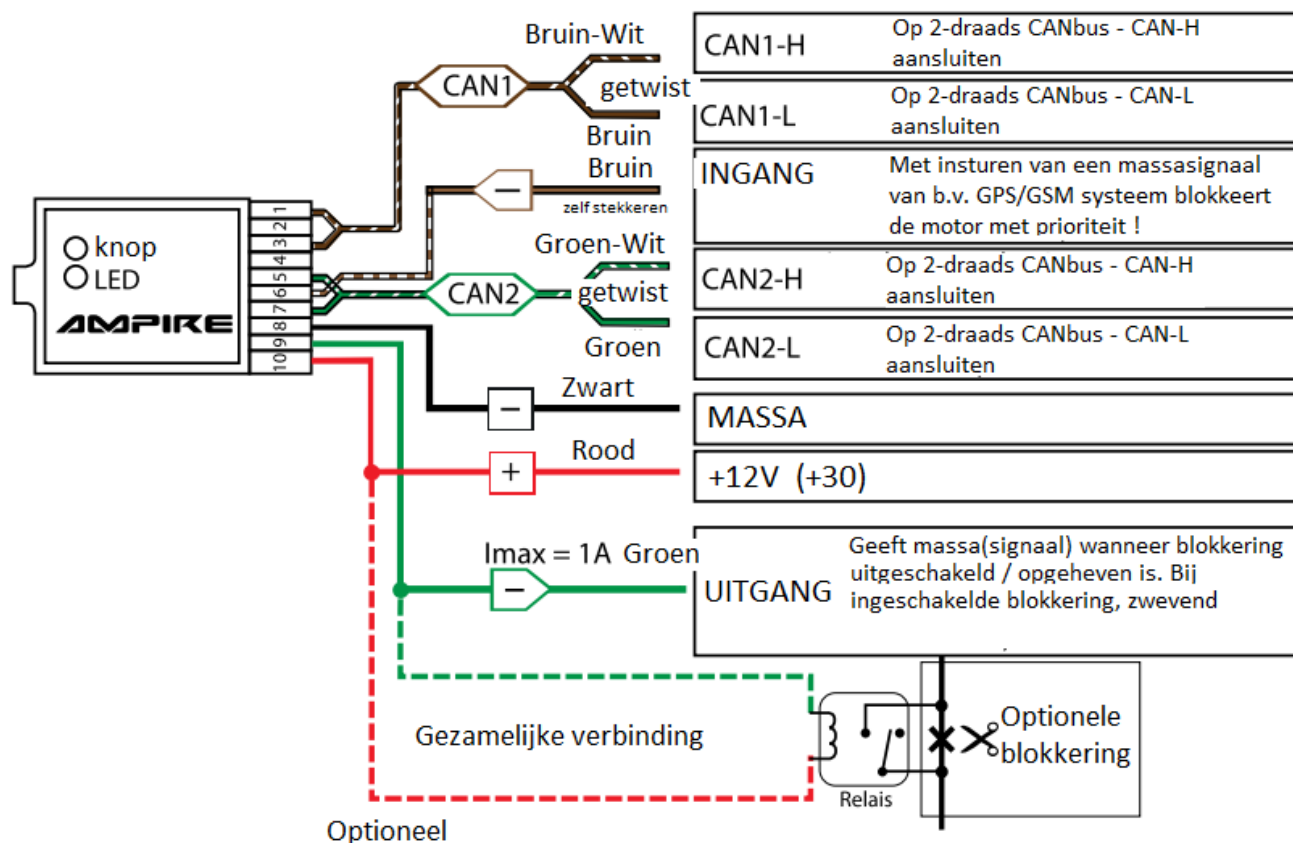 Bruin-Wit
CAN1
getwist
Bruin
CAN1-H
Op 2-draads CANbus - CAN-H
aansluiten
CAN1-L
Op 2-draads CANbus - CAN-L
aansluiten
Bruin
zelf stekkeren
INGANG
Met insturen van een massasignaal
van b.v. GPS/GSM systeem blokkeert
de motor met prioriteit !
knop
LED
AMPIRE
1
2
3
4
5
6
7
8
9
10
Groen-Wit
CAN2
getwist
Groen
CAN2-H
Op 2-draads CANbus - CAN-H
aansluiten
CAN2-L
Op 2-draads CANbus - CAN-L
aansluiten
Zwart
−
MASSA
Rood
+
+12V (+30)
Imax = 1A Groen
−
UITGANG
Geeft massa(signaal) wanneer blokkering
uitgeschakeld / opgeheven is. Bij
ingeschakelde blokkering, zwevend
Gezamelijke verbinding
Relais
Optionele
blokkering
Optioneel